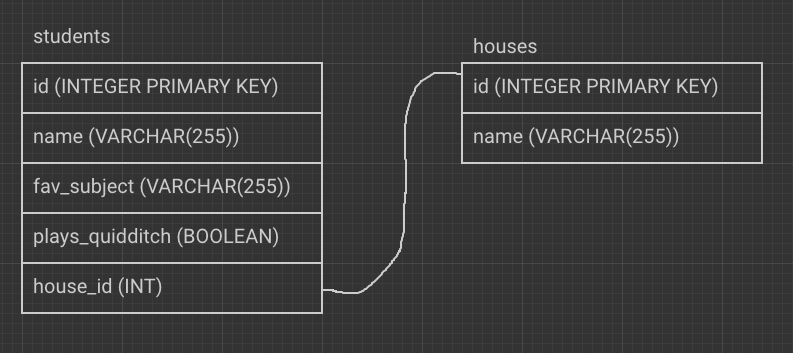 students
id (INTEGER PRIMARY KEY)
name (VARCHAR(255))
fav_subject (VARCHAR(255))
plays_quidditch (BOOLEAN)
house_id (INT)
houses
id (INTEGER PRIMARY KEY)
name (VARCHAR(255))